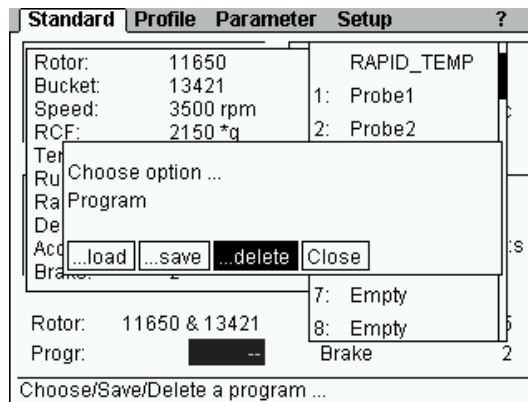 Standard Profile Parameter Setup ?
Rotor: 11650
Bucket: 13421
Speed: 3500 rpm
RCF: 2150 *g
RAPID_TEMP
1: Probe1
2: Probe2
Choose option ...
Program
...load ...save ...delete Close
7: Empty
8: Empty
Rotor: 11650 & 13421
Progr: --
Brake 2
Choose/Save/Delete a program ...